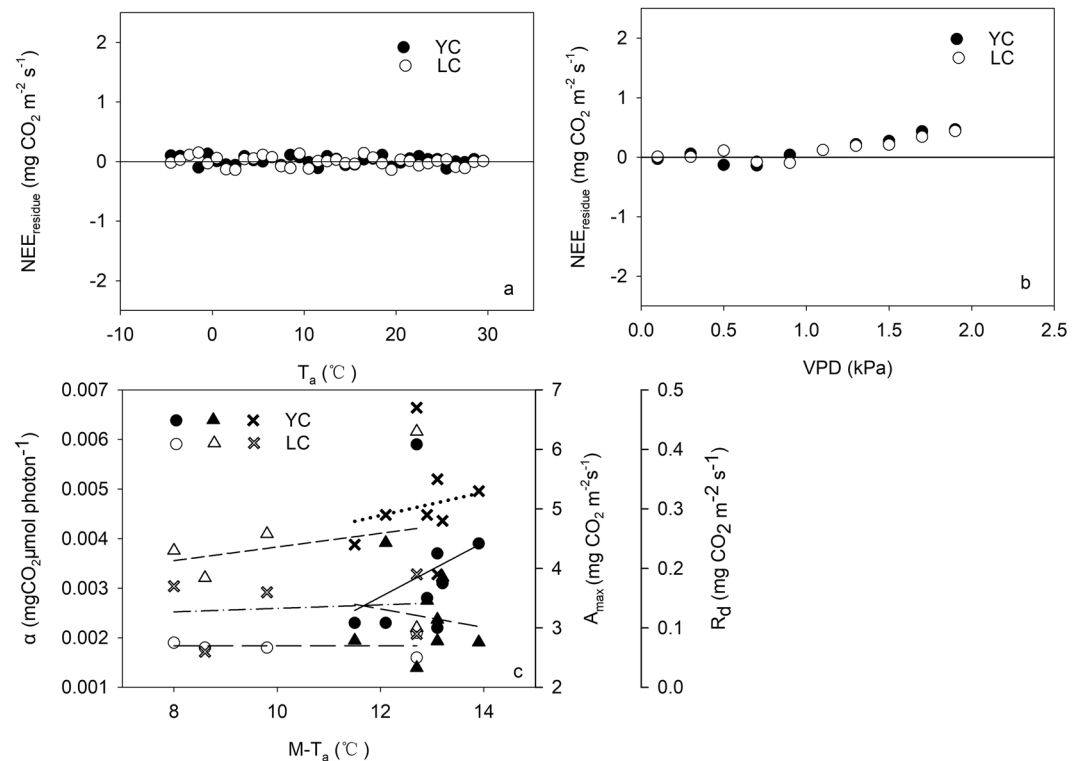 2
1
0
-1
-2
NEEresidue (mg CO2 m-2 s-1)
YC
LC
a
-10
0
10
20
30
Ta (℃)
2
1
0
-1
-2
NEEresidue (mg CO2 m-2 s-1)
YC
LC
b
0.0
0.5
1.0
1.5
2.0
2.5
VPD (kPa)
0.007
0.006
0.005
0.004
0.003
0.002
0.001
α (mgCO2μmol photon-1)
YC
LC
c
8
10
12
14
M-Ta (℃)
7
6
5
4
3
2
Amax (mg CO2 m-2s-1)
0.5
0.4
0.3
0.2
0.1
0.0
Rd (mg CO2 m-2 s-1)